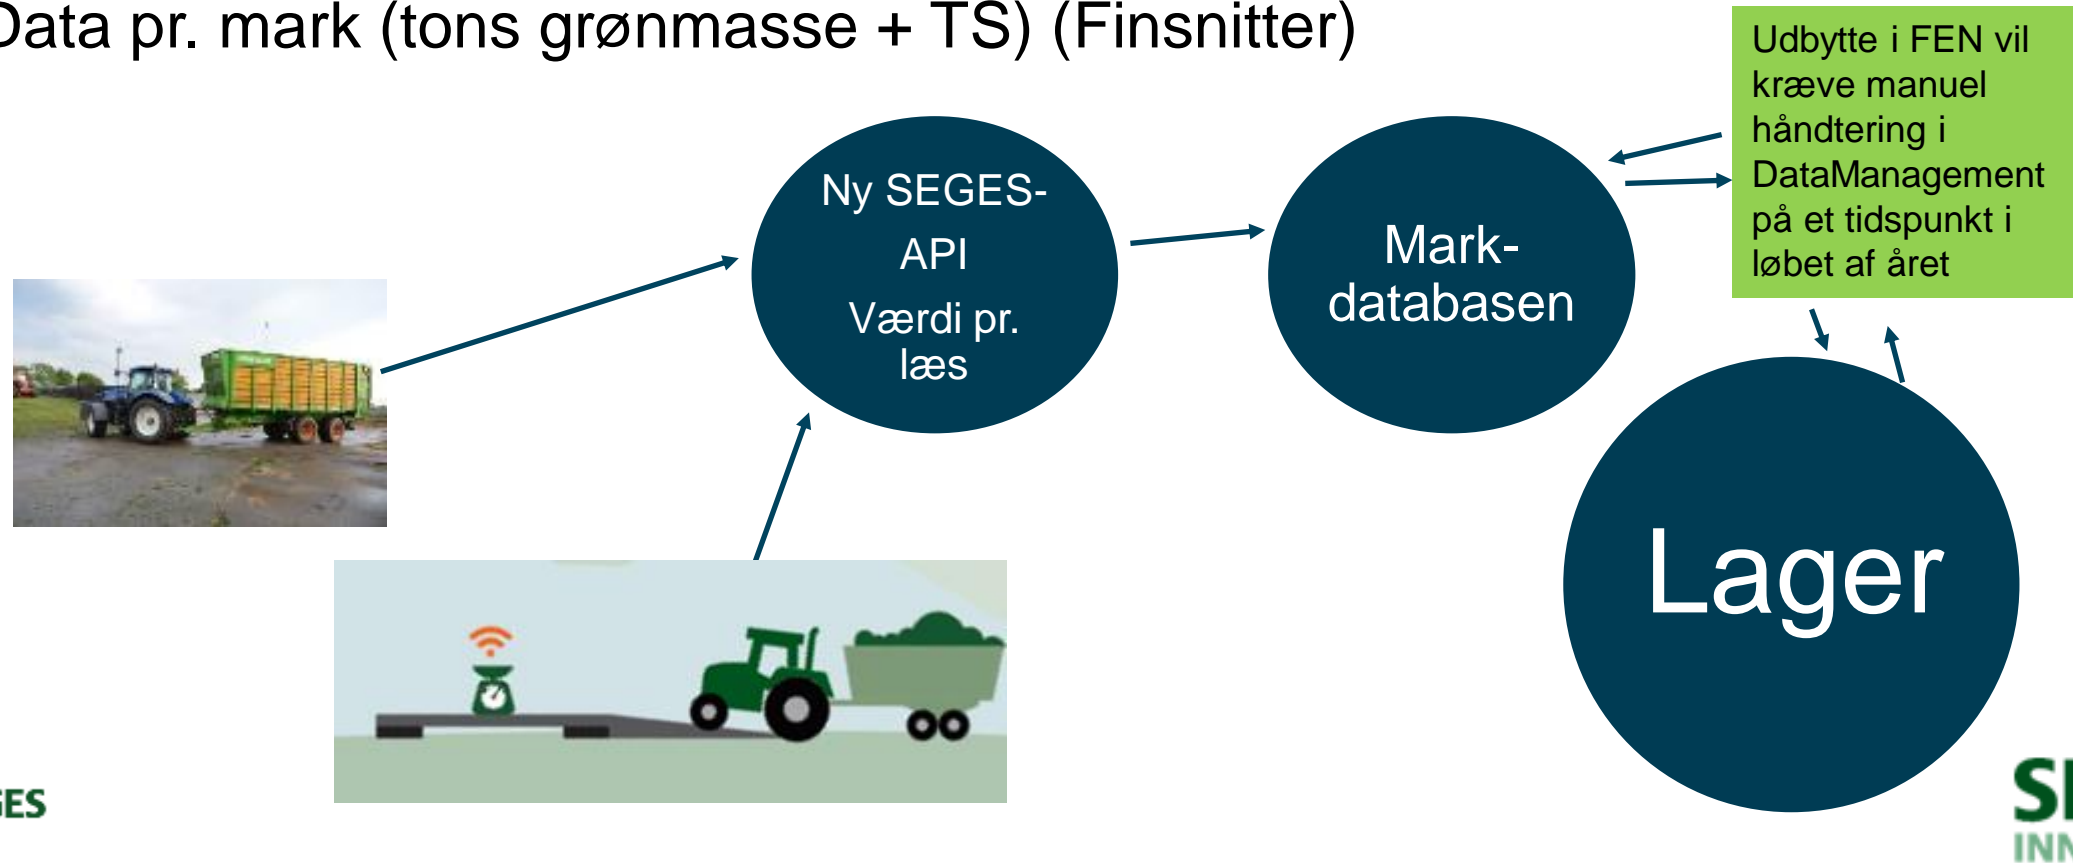 Data pr. mark (tons grønmasse + TS) (Finsnitter)
Udbytte i FEN vil
kræve manuel
håndtering i
DataManagement
på et tidspunkt i
løbet af året
Ny SEGES-
API
Værdi pr.
læs
Mark-
databasen
Lager